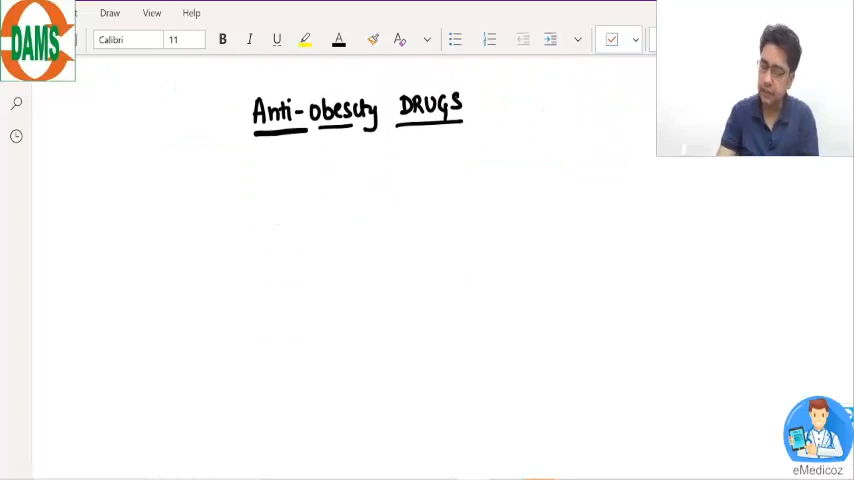 DAMS
Draw View Help
Calibri 11 B I U A A
Anti-obesity DRUGS
eMedicoz